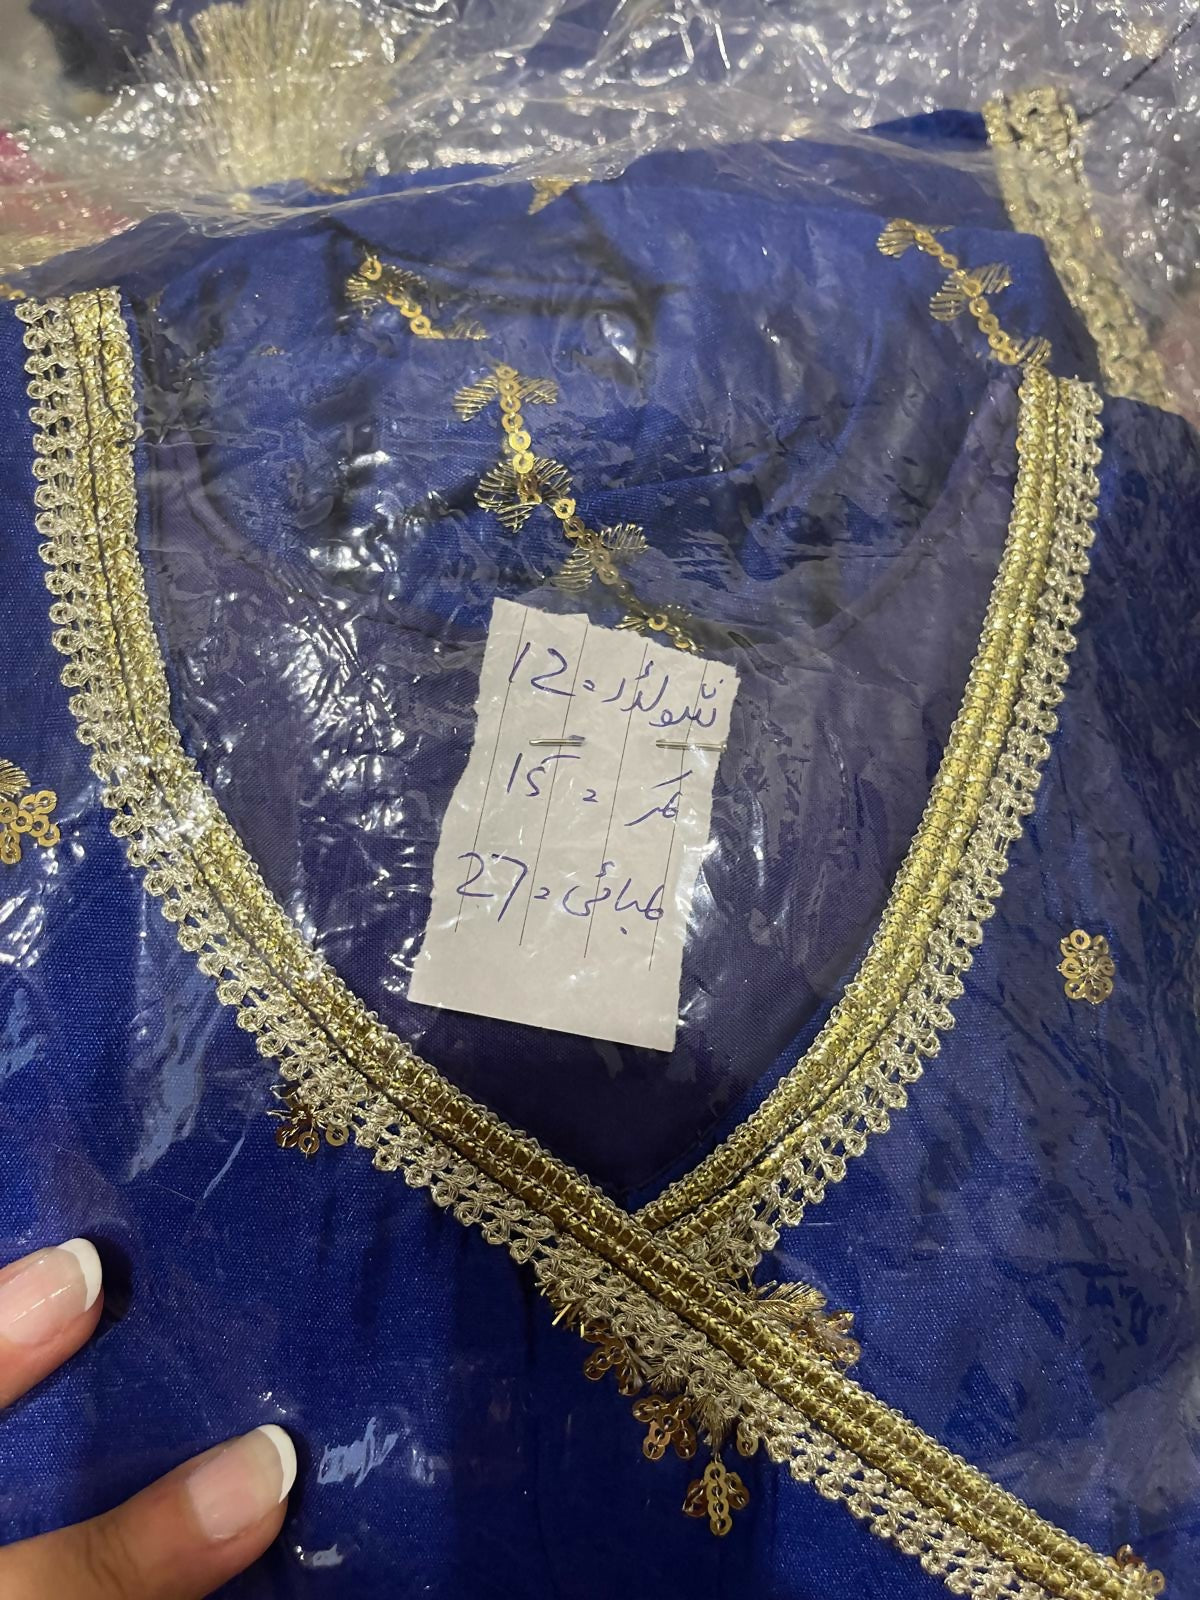 شولڈر = 12
کمر = 15
لمبائی = 27